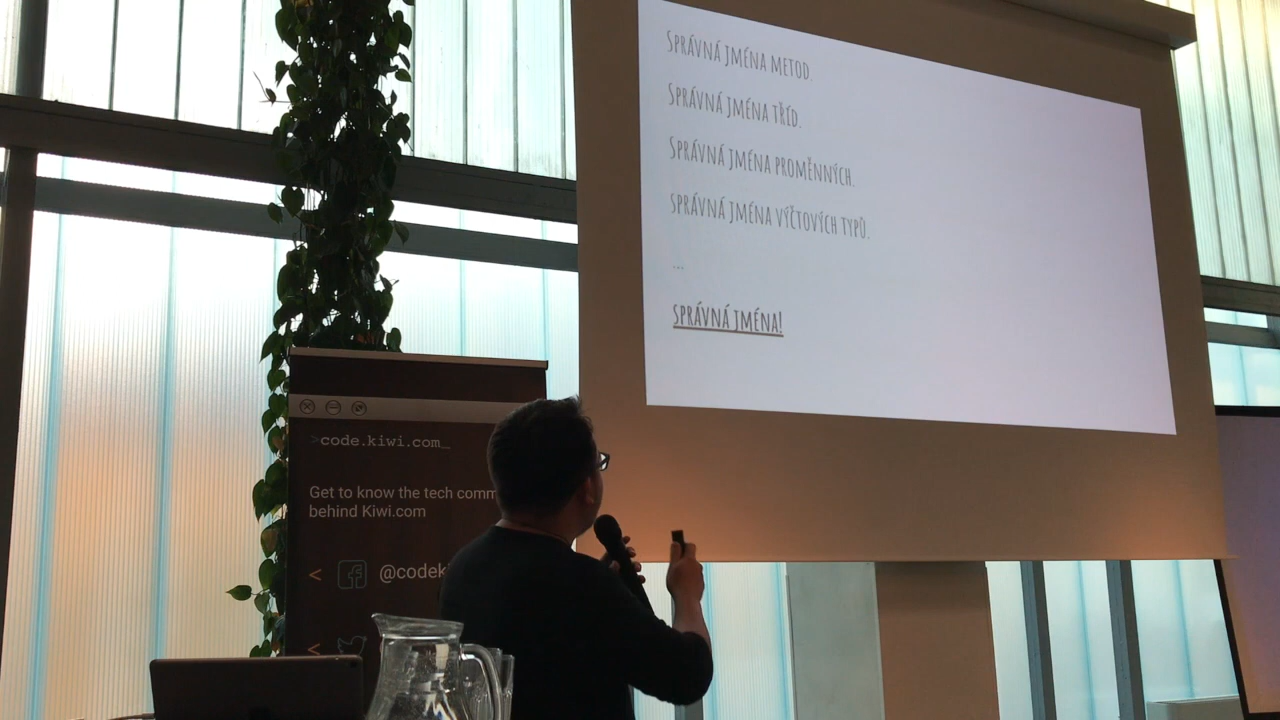 Správná jména metod.
Správná jména tříd.
Správná jména proměnných.
správná jména výčtových typů.
...
správná jména!
>code.kiwi.com_
Get to know the tech comm
behind Kiwi.com
< @codek
<